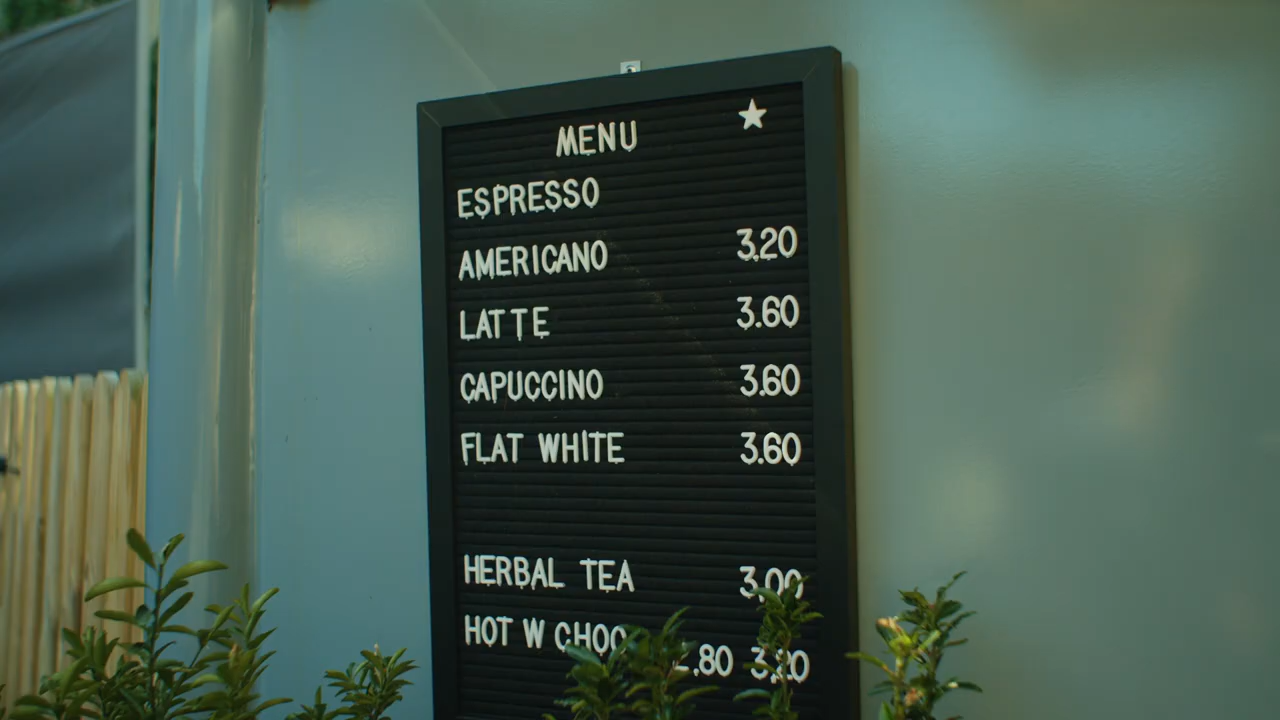 MENU
ESPRESSO
AMERICANO 3.20
LATTE 3.60
CAPUCCINO 3.60
FLAT WHITE 3.60
HERBAL TEA 3,00
HOT W CHOC .80 3,20